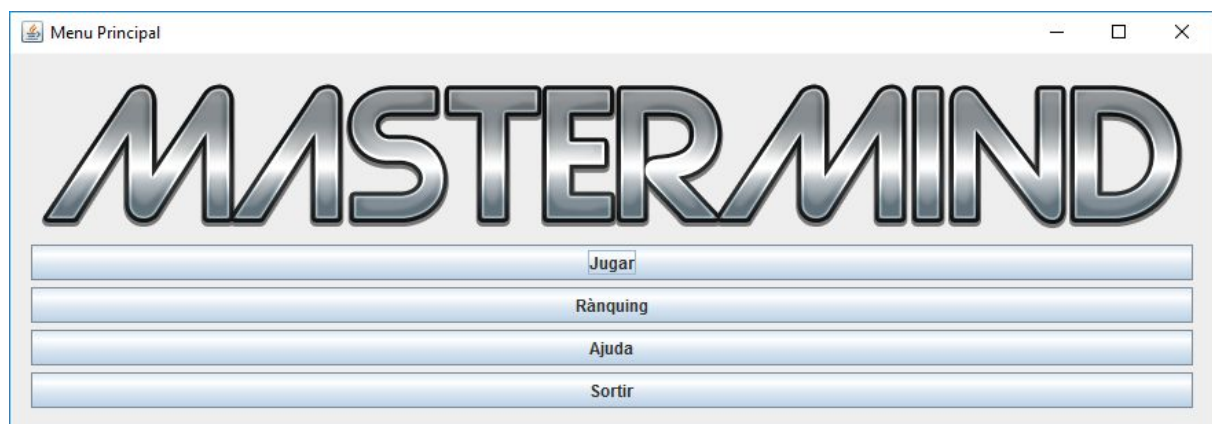 Menu Principal
MASTERMIND
Jugar
Rànquing
Ajuda
Sortir